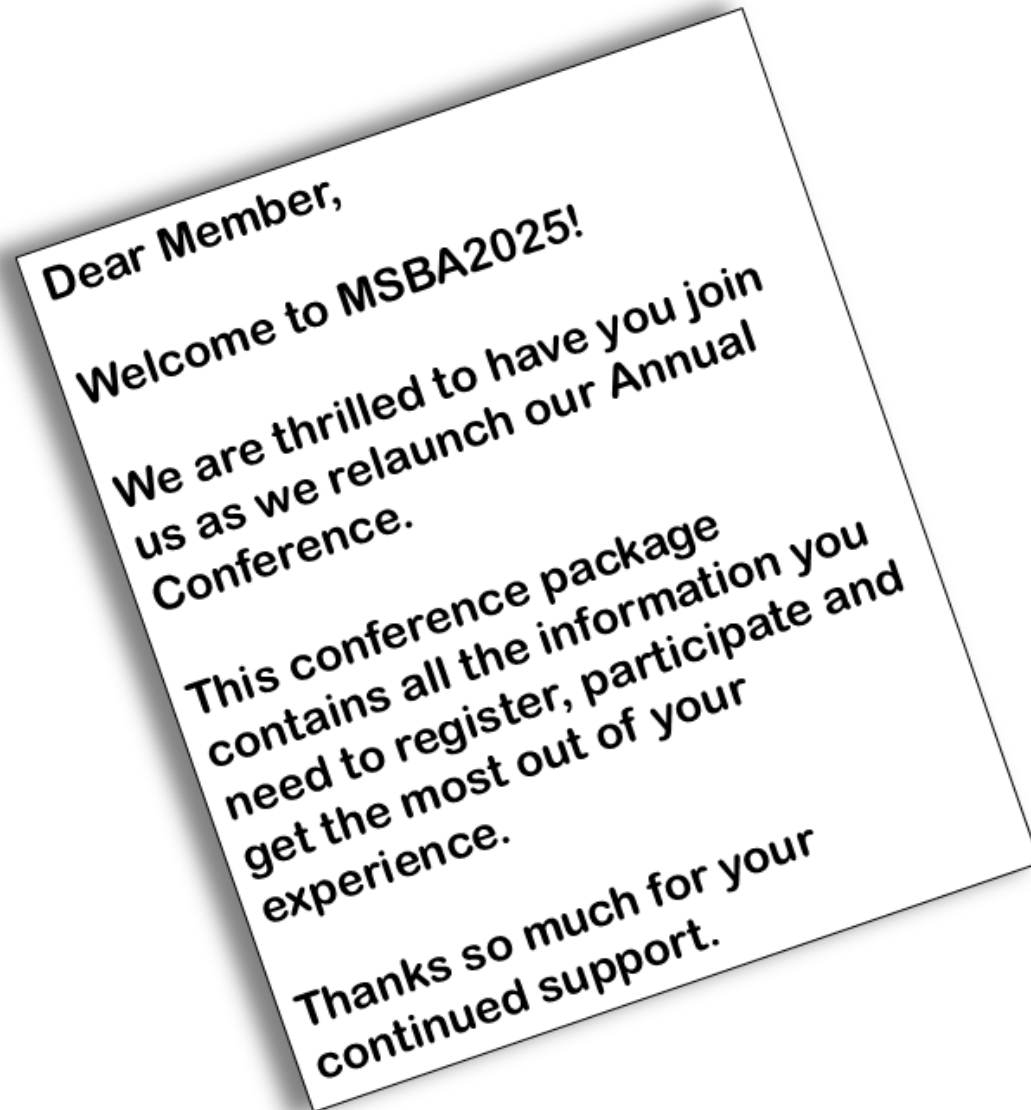 Dear Member,
Welcome to MSBA2025!
We are thrilled to have you join
us as we relaunch our Annual
Conference.
This conference package
contains all the information you
need to register, participate and
get the most out of your
experience.
Thanks so much for your
continued support.